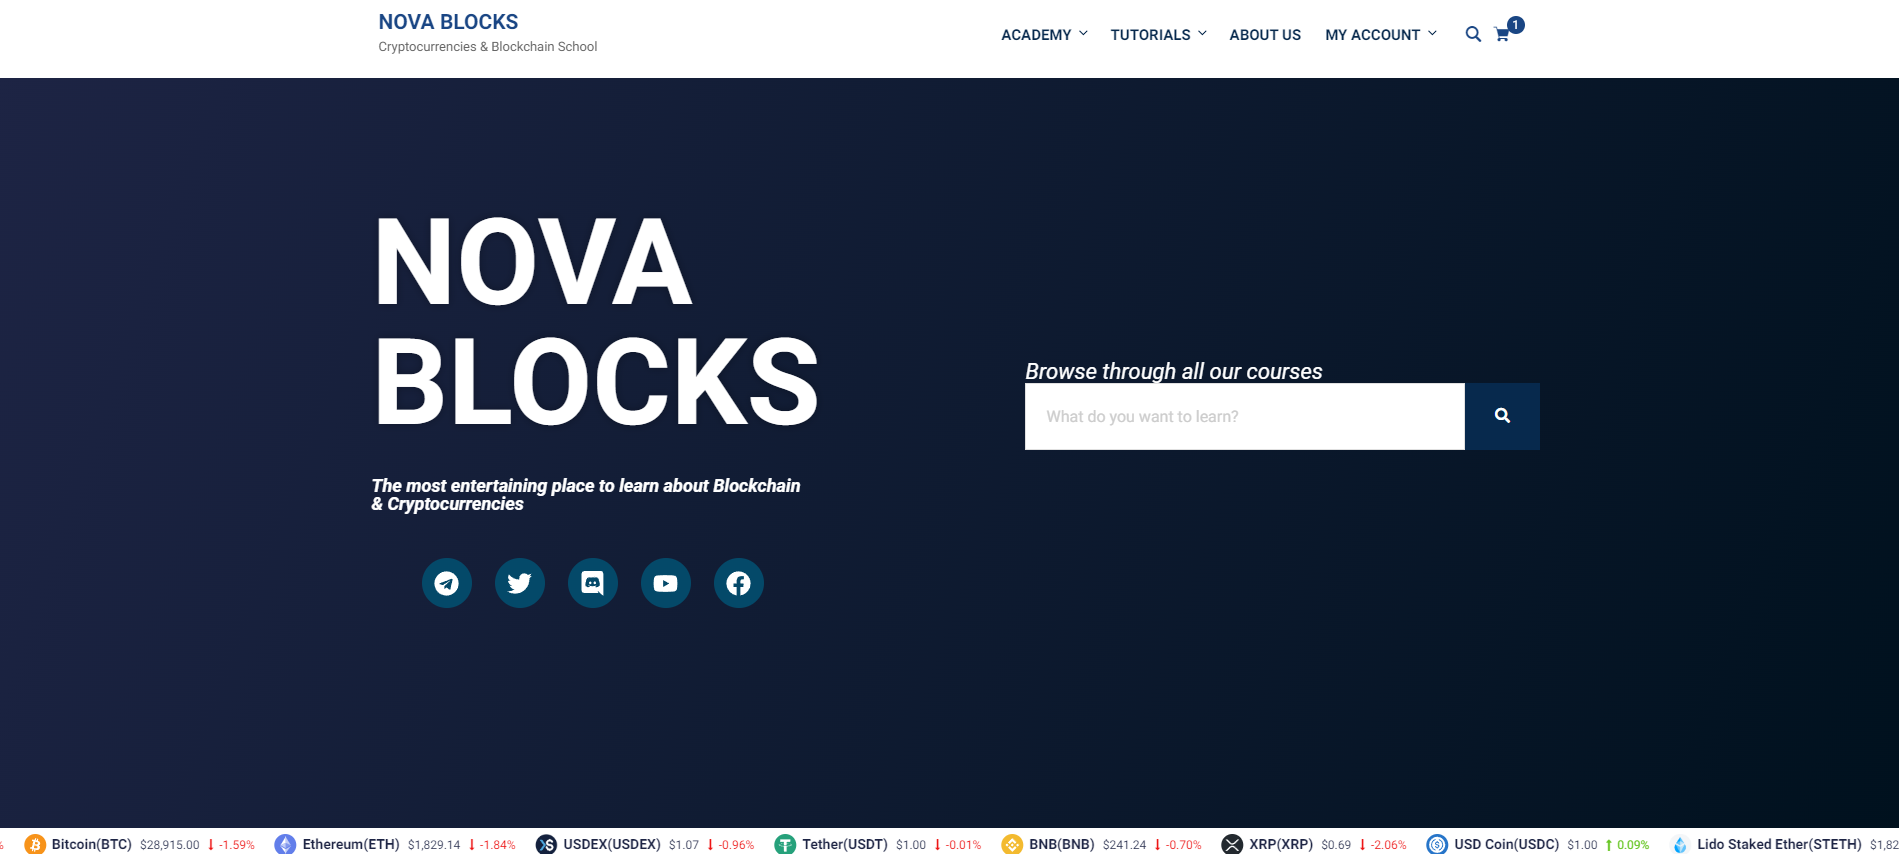 NOVA BLOCKS
Cryptocurrencies & Blockchain School
ACADEMY TUTORIALS ABOUT US MY ACCOUNT 1
NOVA
BLOCKS
The most entertaining place to learn about Blockchain
& Cryptocurrencies
Browse through all our courses
What do you want to learn?
% Bitcoin(BTC) $28,915.00 -1.59% Ethereum(ETH) $1,829.14 -1.84% USDEX(USDEX) $1.07 -0.96% Tether(USDT) $1.00 -0.01% BNB(BNB) $241.24 -0.70% XRP(XRP) $0.69 -2.06% USD Coin(USDC) $1.00 0.09% Lido Staked Ether(STETH) $1,82